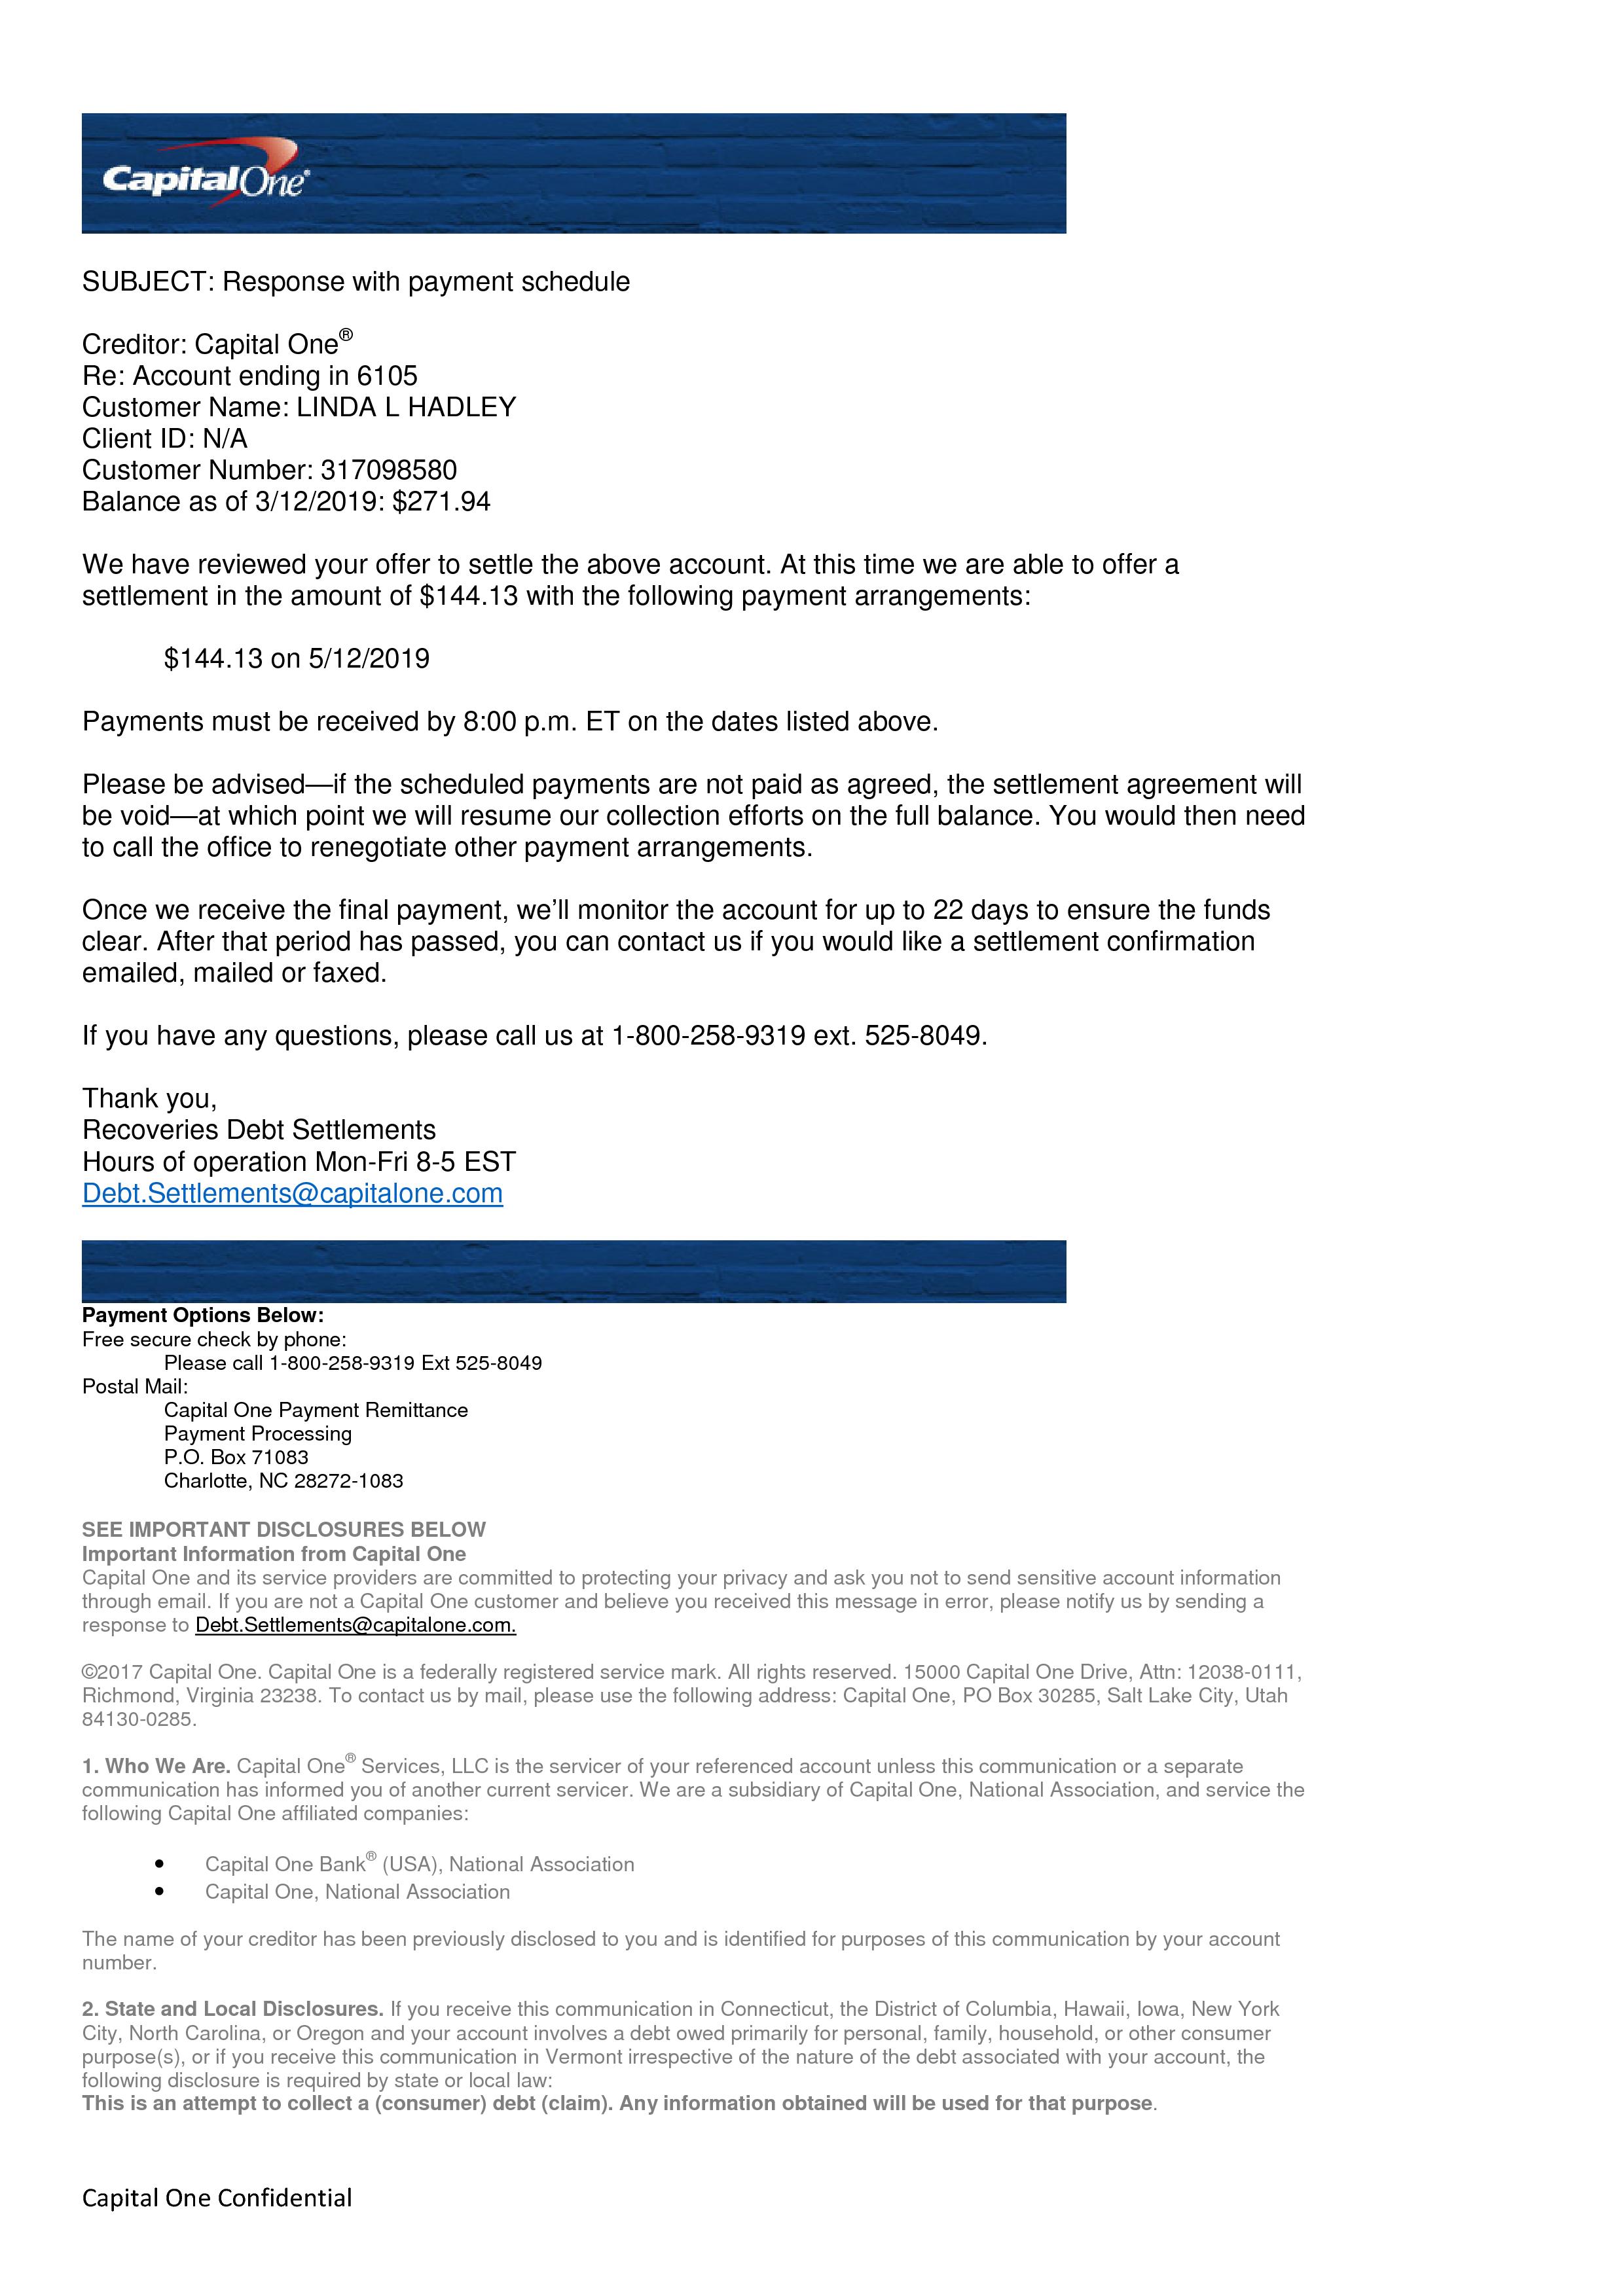 CapitalOne®
SUBJECT: Response with payment schedule
Creditor: Capital One®
Re: Account ending in 6105
Customer Name: LINDA L HADLEY
Client ID: N/A
Customer Number: 317098580
Balance as of 3/12/2019: $271.94
We have reviewed your offer to settle the above account. At this time we are able to offer a
settlement in the amount of $144.13 with the following payment arrangements:
$144.13 on 5/12/2019
Payments must be received by 8:00 p.m. ET on the dates listed above.
Please be advised—if the scheduled payments are not paid as agreed, the settlement agreement will
be void—at which point we will resume our collection efforts on the full balance. You would then need
to call the office to renegotiate other payment arrangements.
Once we receive the final payment, we’ll monitor the account for up to 22 days to ensure the funds
clear. After that period has passed, you can contact us if you would like a settlement confirmation
emailed, mailed or faxed.
If you have any questions, please call us at 1-800-258-9319 ext. 525-8049.
Thank you,
Recoveries Debt Settlements
Hours of operation Mon-Fri 8-5 EST
Debt.Settlements@capitalone.com
Payment Options Below:
Free secure check by phone:
Please call 1-800-258-9319 Ext 525-8049
Postal Mail:
Capital One Payment Remittance
Payment Processing
P.O. Box 71083
Charlotte, NC 28272-1083
SEE IMPORTANT DISCLOSURES BELOW
Important Information from Capital One
Capital One and its service providers are committed to protecting your privacy and ask you not to send sensitive account information
through email. If you are not a Capital One customer and believe you received this message in error, please notify us by sending a
response to Debt.Settlements@capitalone.com.
©2017 Capital One. Capital One is a federally registered service mark. All rights reserved. 15000 Capital One Drive, Attn: 12038-0111,
Richmond, Virginia 23238. To contact us by mail, please use the following address: Capital One, PO Box 30285, Salt Lake City, Utah
84130-0285.
1. Who We Are. Capital One® Services, LLC is the servicer of your referenced account unless this communication or a separate
communication has informed you of another current servicer. We are a subsidiary of Capital One, National Association, and service the
following Capital One affiliated companies:
• Capital One Bank® (USA), National Association
• Capital One, National Association
The name of your creditor has been previously disclosed to you and is identified for purposes of this communication by your account
number.
2. State and Local Disclosures. If you receive this communication in Connecticut, the District of Columbia, Hawaii, Iowa, New York
City, North Carolina, or Oregon and your account involves a debt owed primarily for personal, family, household, or other consumer
purpose(s), or if you receive this communication in Vermont irrespective of the nature of the debt associated with your account, the
following disclosure is required by state or local law:
This is an attempt to collect a (consumer) debt (claim). Any information obtained will be used for that purpose.
Capital One Confidential